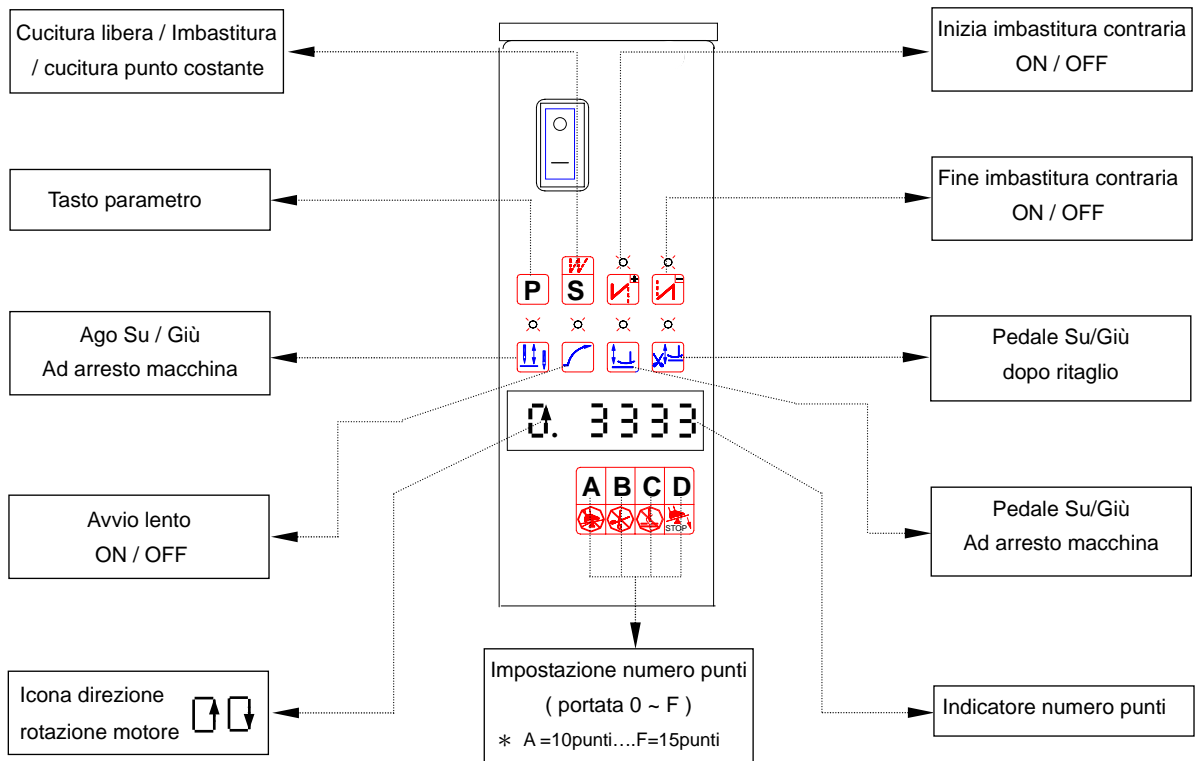 Cucitura libera / Imbastitura
/ cucitura punto costante
Inizia imbastitura contraria
ON / OFF
Tasto parametro
Fine imbastitura contraria
ON / OFF
P
W
S
Ago Su / Giù
Ad arresto macchina
Pedale Su/Giù
dopo ritaglio
0. 3333
A B C D
STOP
Avvio lento
ON / OFF
Pedale Su/Giù
Ad arresto macchina
Icona direzione
rotazione motore
Impostazione numero punti
( portata 0 ~ F )
* A =10punti....F=15punti
Indicatore numero punti